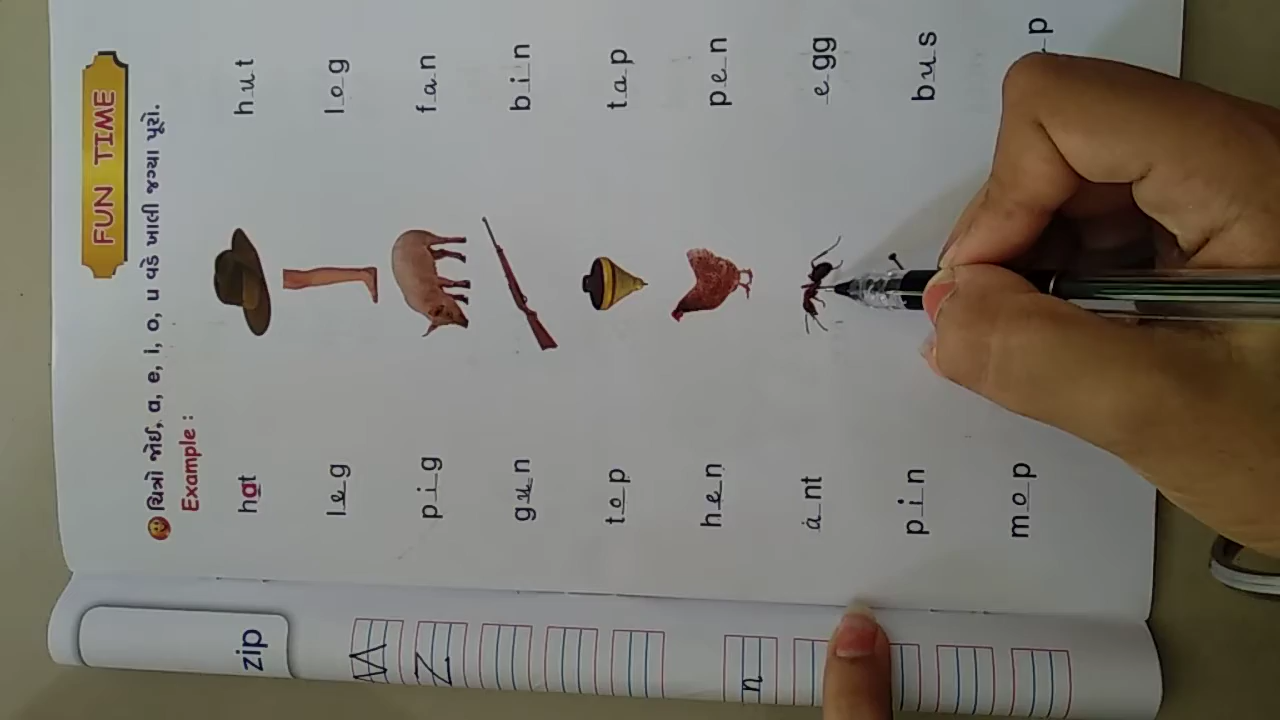 FUN TIME
ચિત્રો જોઈ, a, e, i, o, u વડે ખાલી જગ્યા પૂરો.
Example :
hat hut
leg log
pig fan
gun bin
top tap
hen pen
ant egg
pin bus
mop p
zip
n